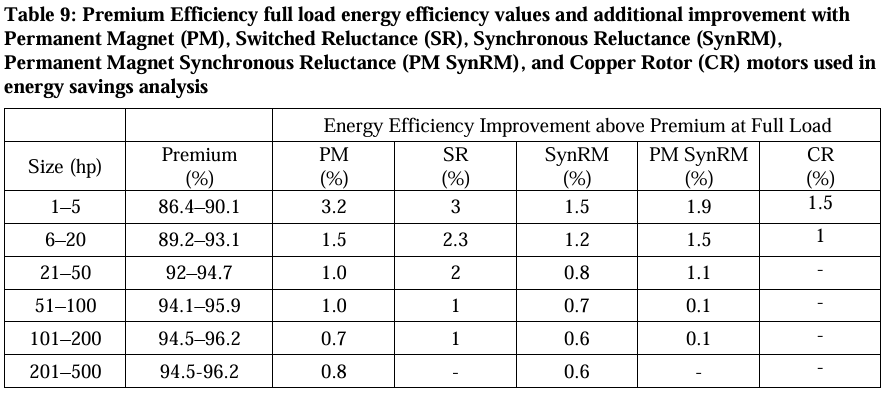 Table 9: Premium Efficiency full load energy efficiency values and additional improvement with
Permanent Magnet (PM), Switched Reluctance (SR), Synchronous Reluctance (SynRM),
Permanent Magnet Synchronous Reluctance (PM SynRM), and Copper Rotor (CR) motors used in
energy savings analysis
Energy Efficiency Improvement above Premium at Full Load
Size (hp) Premium (%) PM (%) SR (%) SynRM (%) PM SynRM (%) CR (%)
1–5 86.4–90.1 3.2 3 1.5 1.9 1.5
6–20 89.2–93.1 1.5 2.3 1.2 1.5 1
21–50 92–94.7 1.0 2 0.8 1.1 -
51–100 94.1–95.9 1.0 1 0.7 0.1 -
101–200 94.5–96.2 0.7 1 0.6 0.1 -
201–500 94.5-96.2 0.8 - 0.6 - -